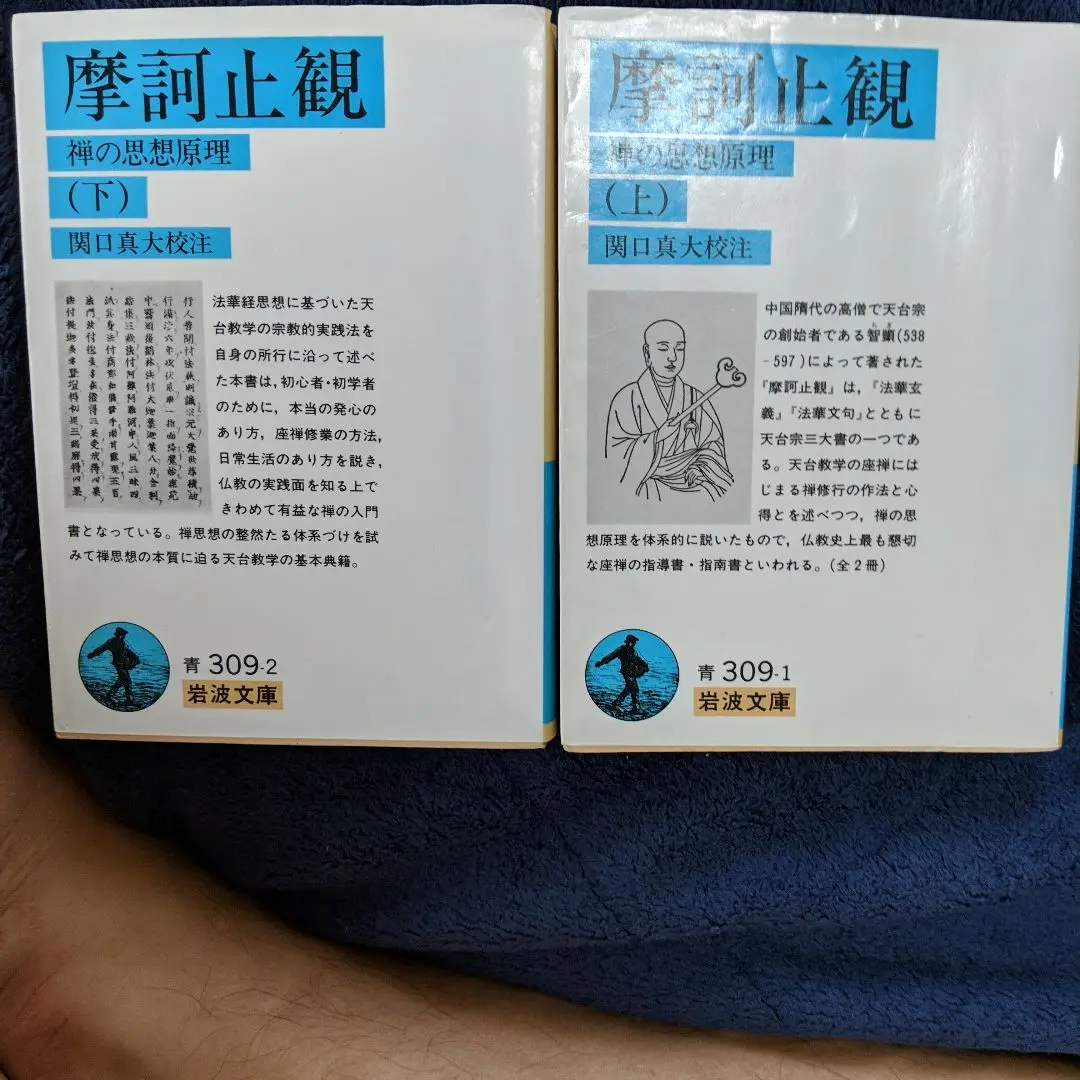 摩訶止観
禅の思想原理
(下)
関口真大校注
法華経思想に基づいた天
台教学の宗教的実践法を
自身の所行に沿って述べ
た本書は,初心者・初学者
のために,本当の発心の
あり方,座禅修業の方法,
日常生活のあり方を説き,
仏教の実践面を知る上で
きわめて有益な禅の入門
書となっている。禅思想の整然たる体系づけを試
みて禅思想の本質に迫る天台教学の基本典籍。
青 309-2
岩波文庫
摩訶止観
禅の思想原理
(上)
関口真大校注
中国隋代の高僧で天台宗
の創始者である智顗(538
-597)によって著された
『摩訶止観』は,『法華玄
義』『法華文句』とともに
天台宗三大書の一つであ
る。天台教学の座禅には
じまる禅修行の作法と心
得とを述べつつ,禅の思
想原理を体系的に説いたもので,仏教史上最も懇切
な座禅の指導書・指南書といわれる。(全2冊)
青 309-1
岩波文庫